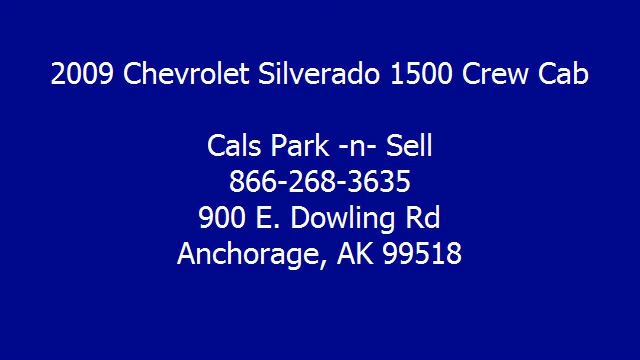 2009 Chevrolet Silverado 1500 Crew Cab
Cals Park -n- Sell
866-268-3635
900 E. Dowling Rd
Anchorage, AK 99518